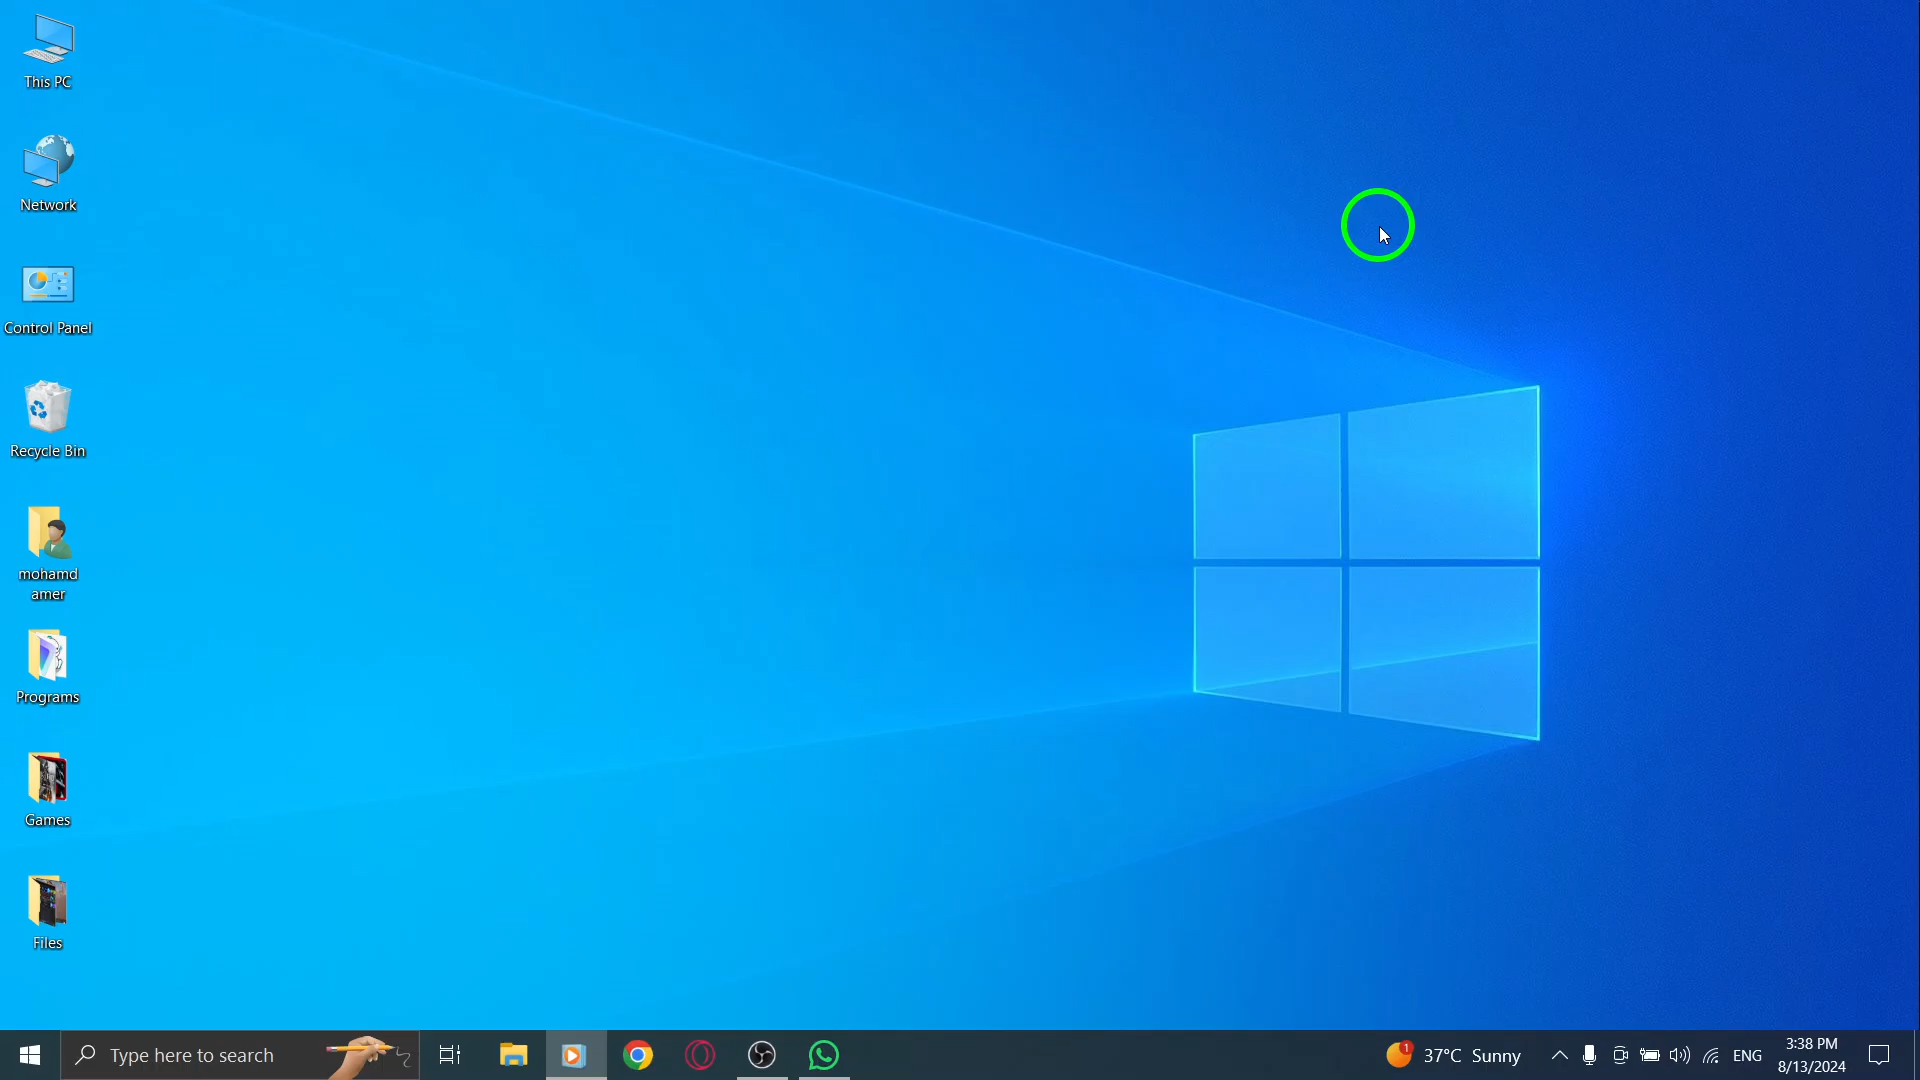 This PC
Network
Control Panel
Recycle Bin
mohamd
amer
Programs
Games
Files
Type here to search
1
37°C Sunny
ENG
3:38 PM
8/13/2024